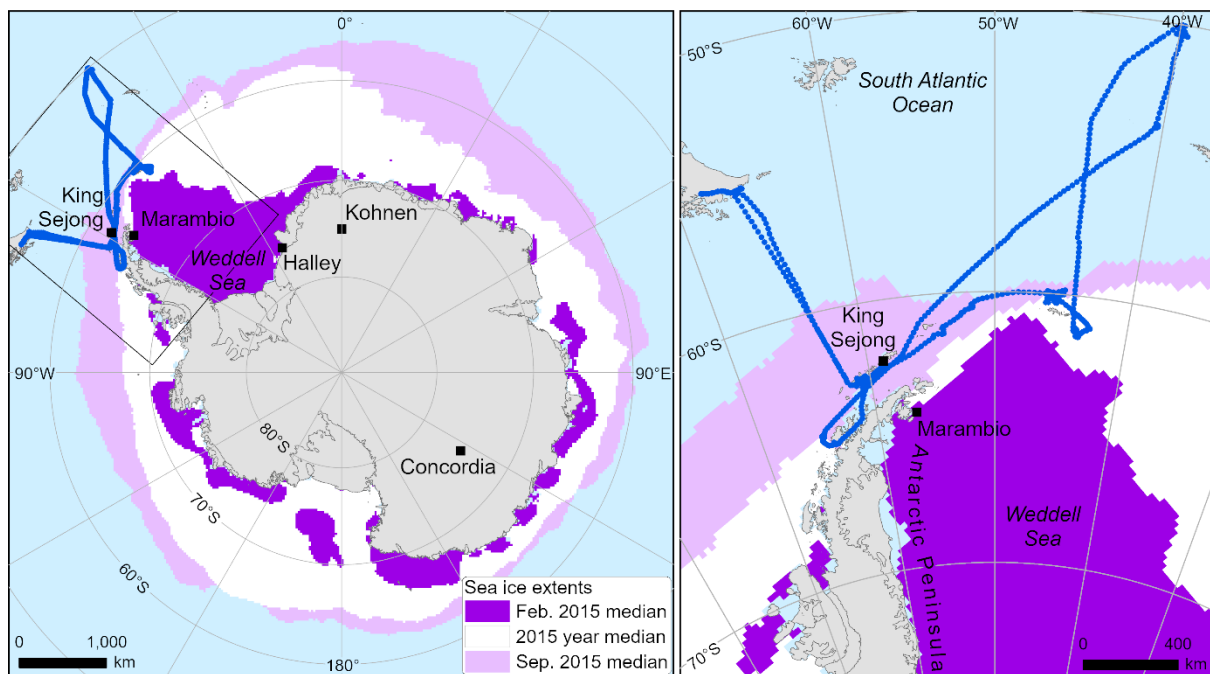 0°
King
Sejong
Marambio
Kohnen
Weddell
Sea
Halley
90°W
90°E
80°S
Concordia
70°S
60°S
180°
0
1,000
km
Sea ice extents
Feb. 2015 median
2015 year median
Sep. 2015 median
60°W
50°W
40°W
50°S
South Atlantic
Ocean
King
Sejong
60°S
Marambio
Antarctic Peninsula
Weddell
Sea
70°S
0
400
km